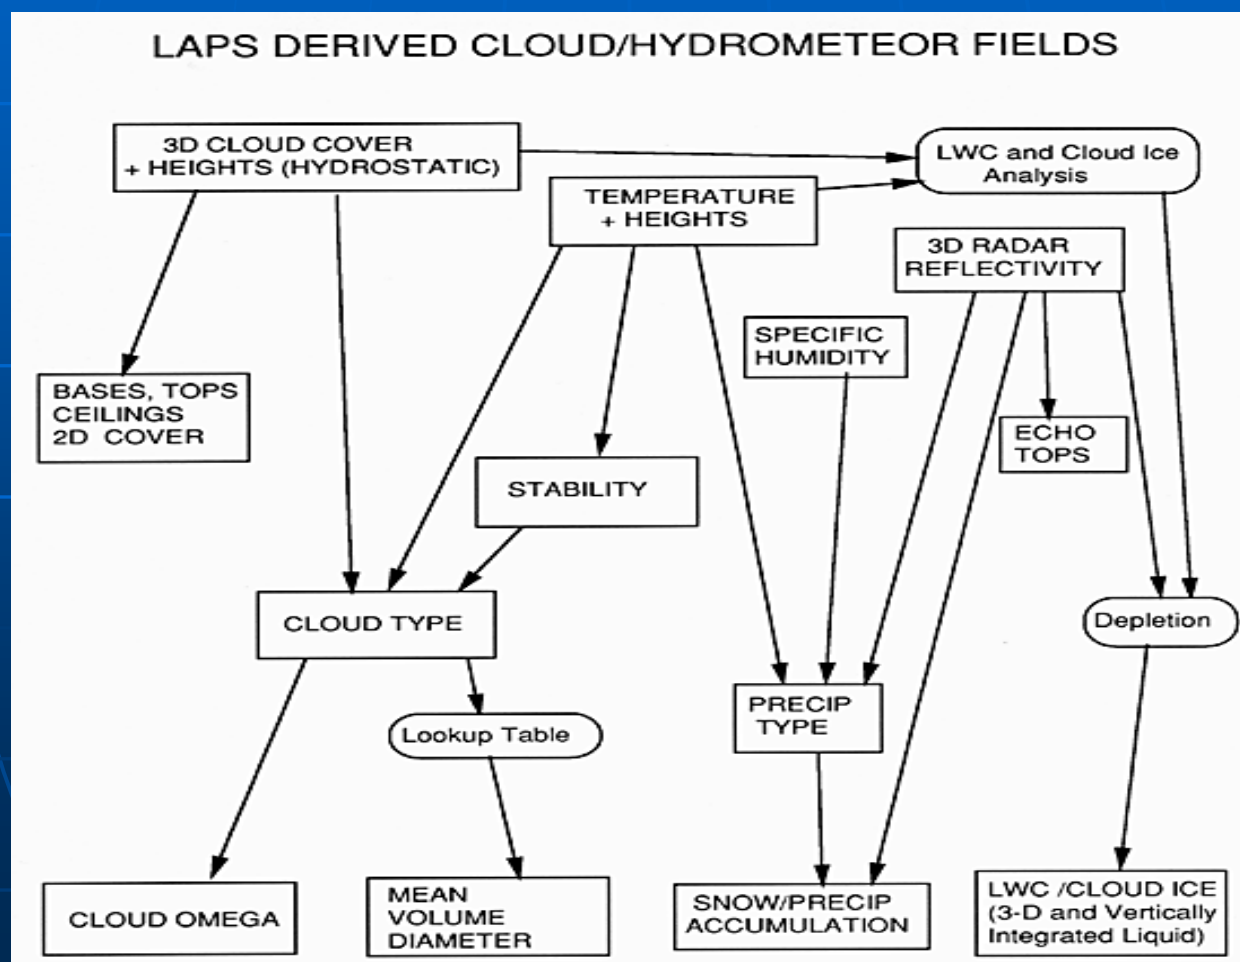 LAPS DERIVED CLOUD/HYDROMETEOR FIELDS
3D CLOUD COVER
+ HEIGHTS (HYDROSTATIC)
LWC and Cloud Ice
Analysis
TEMPERATURE
+ HEIGHTS
3D RADAR
REFLECTIVITY
SPECIFIC
HUMIDITY
BASES, TOPS
CEILINGS
2D COVER
ECHO
TOPS
STABILITY
CLOUD TYPE
Depletion
PRECIP
TYPE
Lookup Table
CLOUD OMEGA
MEAN
VOLUME
DIAMETER
SNOW/PRECIP
ACCUMULATION
LWC /CLOUD ICE
(3-D and Vertically
Integrated Liquid)